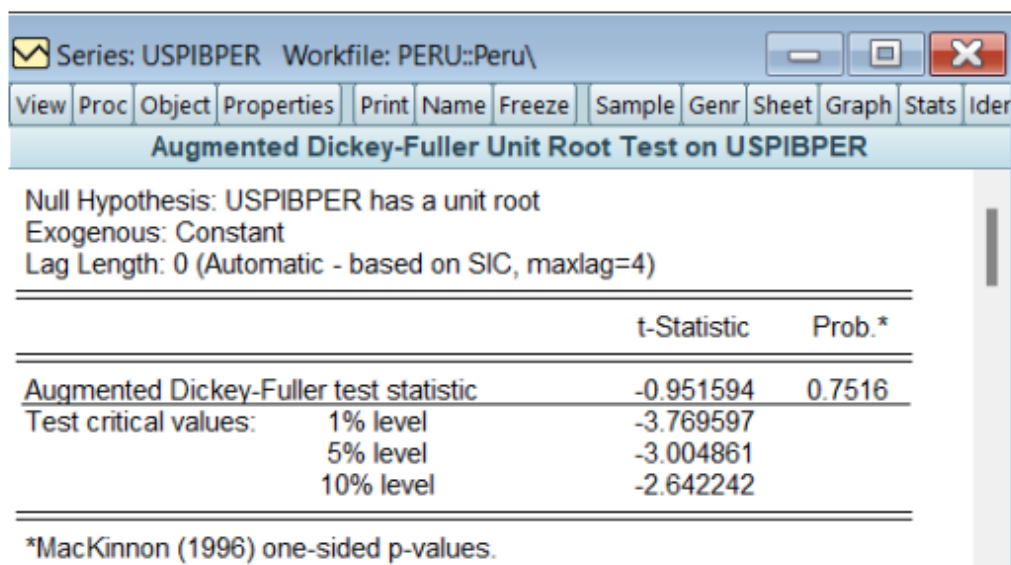 Series: USPIBPER Workfile: PERU::Peru\
View Proc Object Properties Print Name Freeze Sample Genr Sheet Graph Stats Iden
Augmented Dickey-Fuller Unit Root Test on USPIBPER
Null Hypothesis: USPIBPER has a unit root
Exogenous: Constant
Lag Length: 0 (Automatic - based on SIC, maxlag=4)
t-Statistic Prob.*
Augmented Dickey-Fuller test statistic -0.951594 0.7516
Test critical values: 1% level -3.769597
5% level -3.004861
10% level -2.642242
*MacKinnon (1996) one-sided p-values.